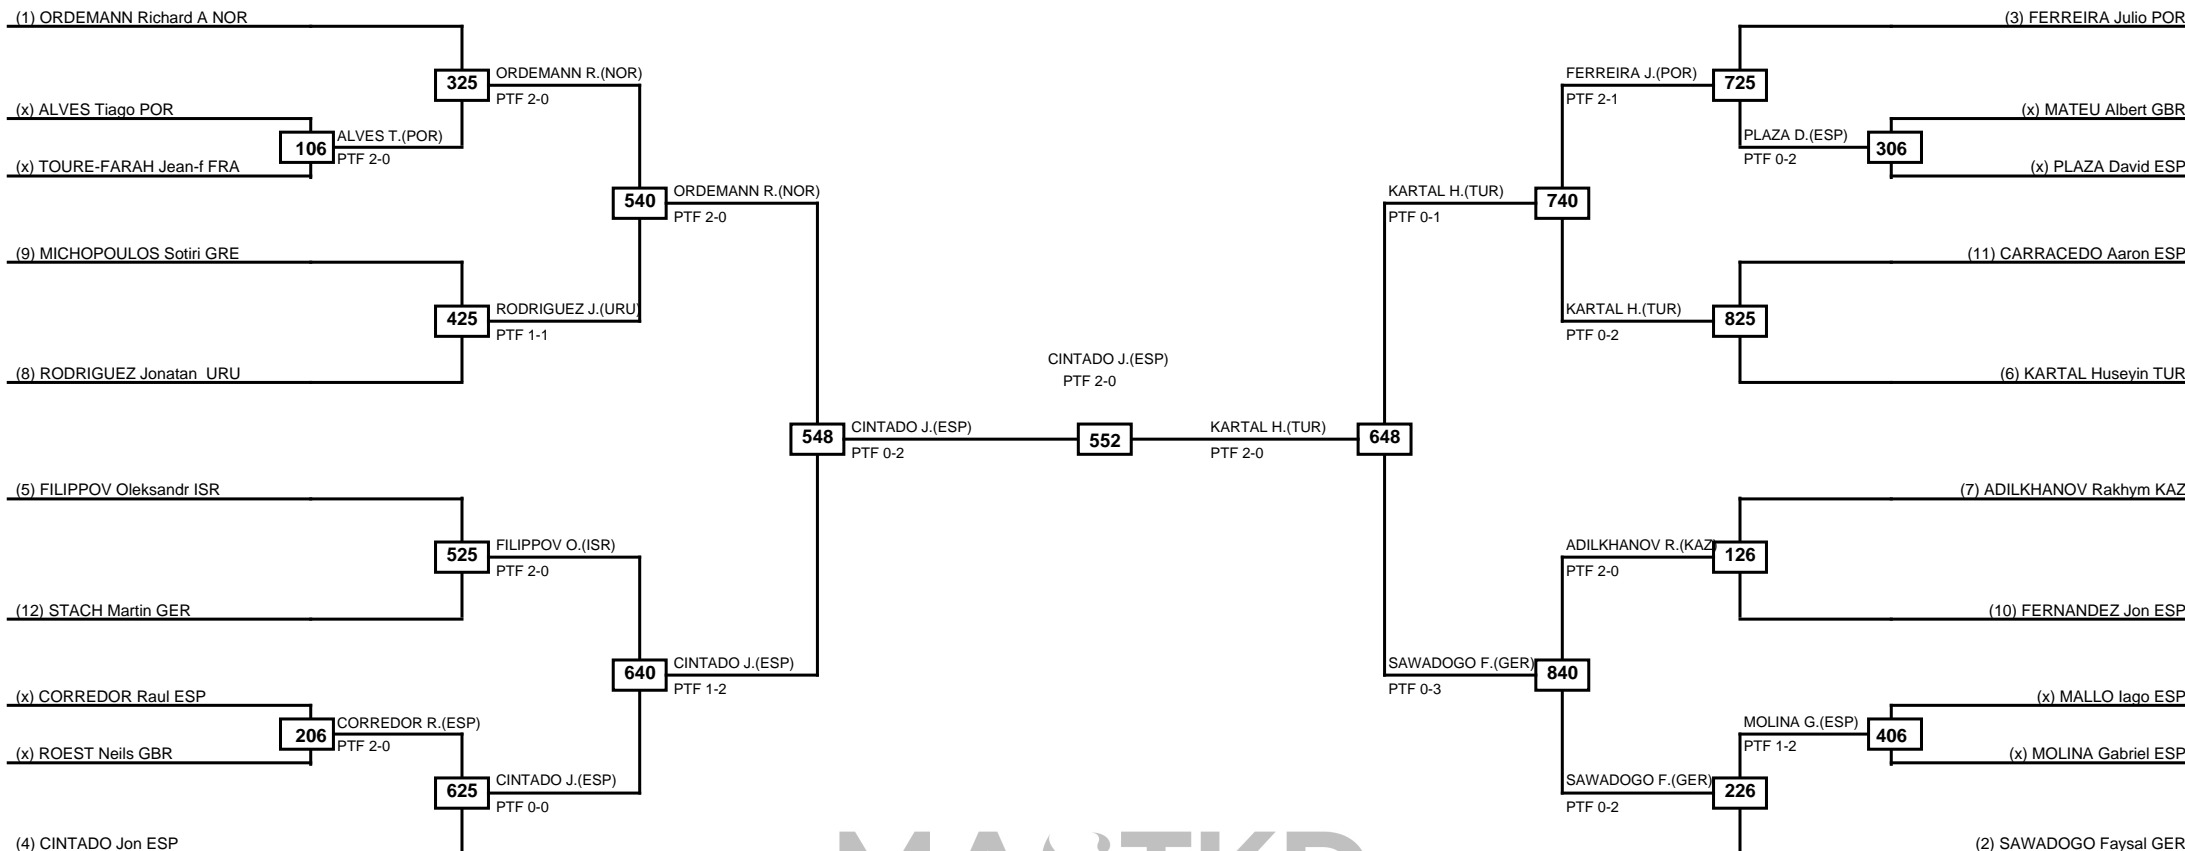 (1) ORDEMANN Richard A NOR
(3) FERREIRA Julio POR
325
ORDEMANN R.(NOR)
PTF 2-0
FERREIRA J.(POR)
PTF 2-1
725
(x) ALVES Tiago POR
(x) MATEU Albert GBR
106
ALVES T.(POR)
PTF 2-0
PLAZA D.(ESP)
PTF 0-2
306
(x) TOURE-FARAH Jean-f FRA
(x) PLAZA David ESP
540
ORDEMANN R.(NOR)
PTF 2-0
KARTAL H.(TUR)
PTF 0-1
740
(9) MICHOPOULOS Sotiri GRE
(11) CARRACEDO Aaron ESP
425
RODRIGUEZ J.(URU)
PTF 1-1
KARTAL H.(TUR)
PTF 0-2
825
CINTADO J.(ESP)
PTF 2-0
(8) RODRIGUEZ Jonatan  URU
(6) KARTAL Huseyin TUR
548
CINTADO J.(ESP)
PTF 0-2
552
KARTAL H.(TUR)
PTF 2-0
648
(5) FILIPPOV Oleksandr ISR
(7) ADILKHANOV Rakhym KAZ
525
FILIPPOV O.(ISR)
PTF 2-0
ADILKHANOV R.(KAZ)
PTF 2-0
126
(12) STACH Martin GER
(10) FERNANDEZ Jon ESP
640
CINTADO J.(ESP)
PTF 1-2
SAWADOGO F.(GER)
PTF 0-3
840
(x) CORREDOR Raul ESP
(x) MALLO Iago ESP
206
CORREDOR R.(ESP)
PTF 2-0
MOLINA G.(ESP)
PTF 1-2
406
(x) ROEST Neils GBR
(x) MOLINA Gabriel ESP
625
CINTADO J.(ESP)
PTF 0-0
SAWADOGO F.(GER)
PTF 0-2
226
(4) CINTADO Jon ESP
(2) SAWADOGO Faysal GER